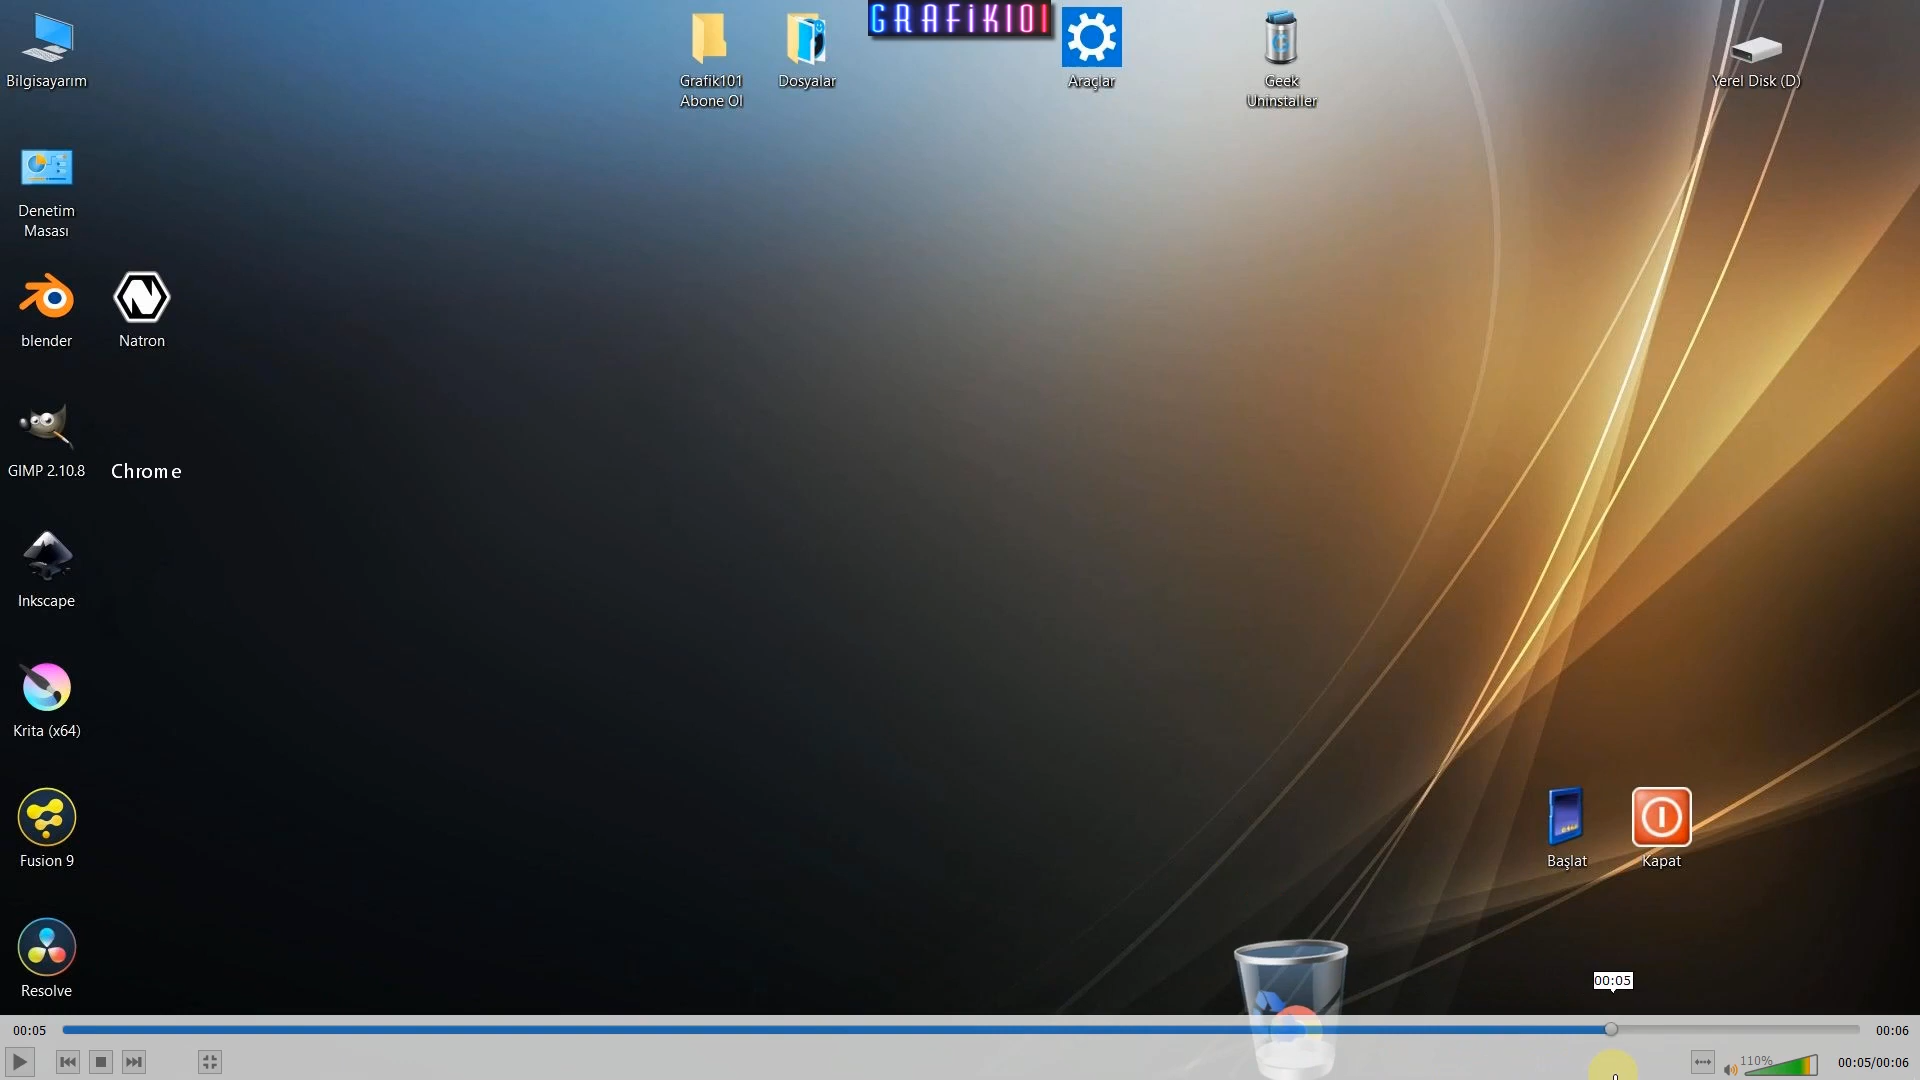 GRAFiK101
Bilgisayarım
Grafik101
Abone Ol
Dosyalar
Araçlar
Geek
Uninstaller
Yerel Disk (D)
Denetim
Masası
blender
Natron
GIMP 2.10.8
Chrome
Inkscape
Krita (x64)
Fusion 9
Başlat
Kapat
Resolve
00:05
00:05
00:06
110%
00:05/00:06